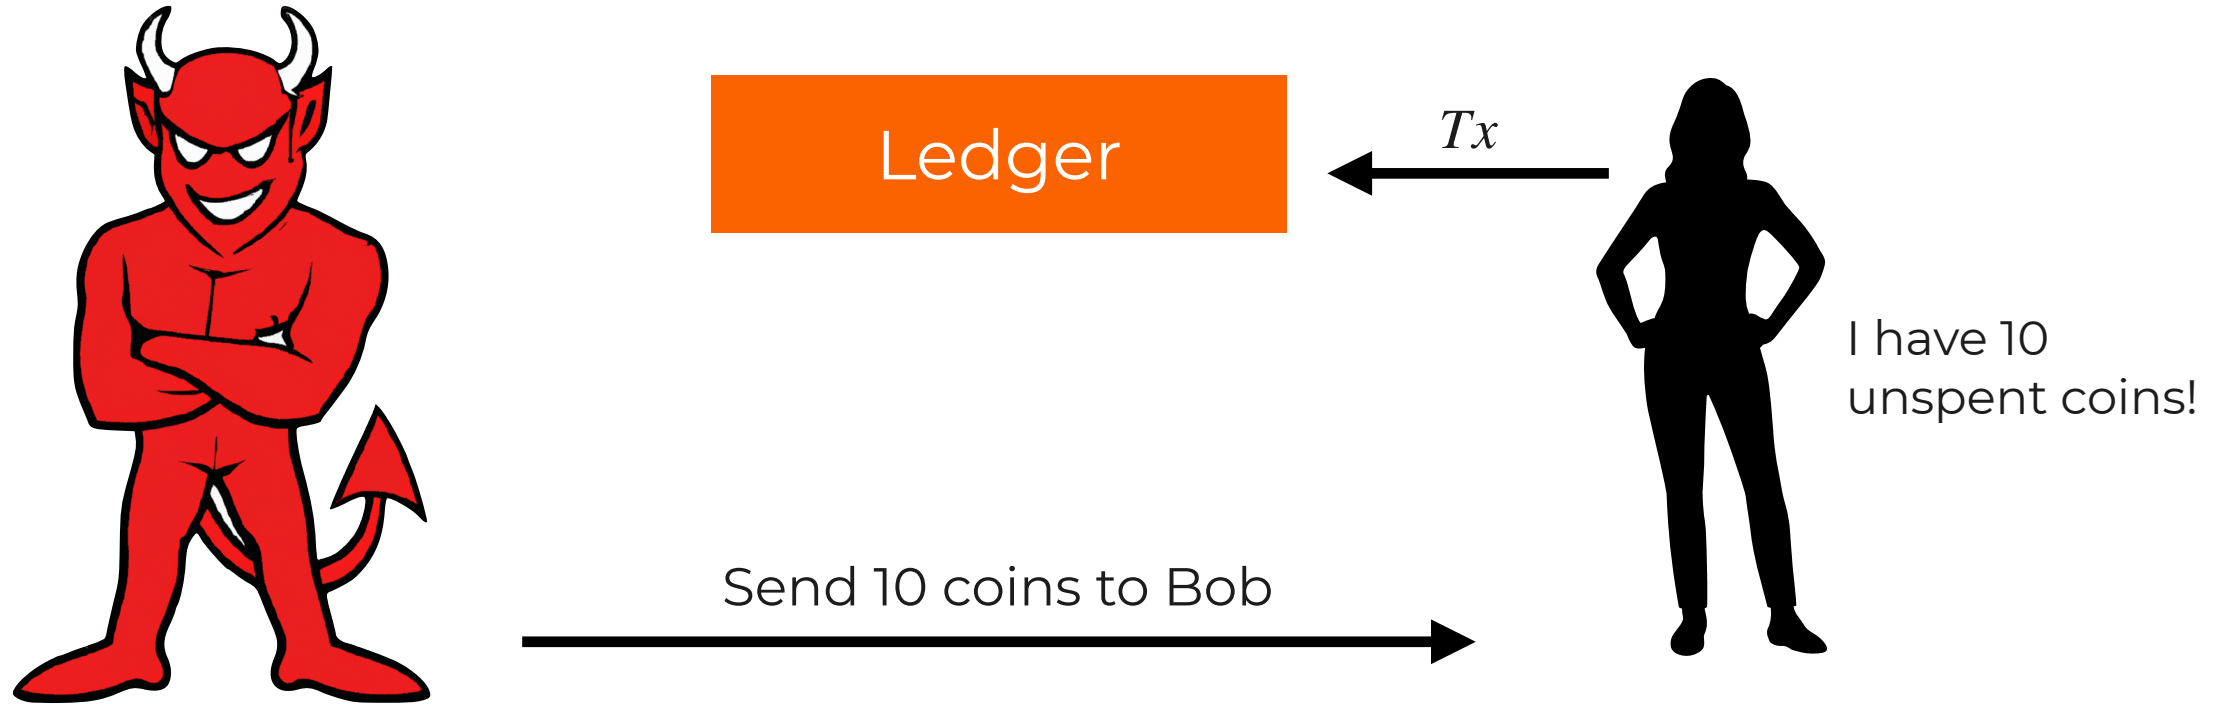 Ledger
Tx
I have 10
unspent coins!
Send 10 coins to Bob